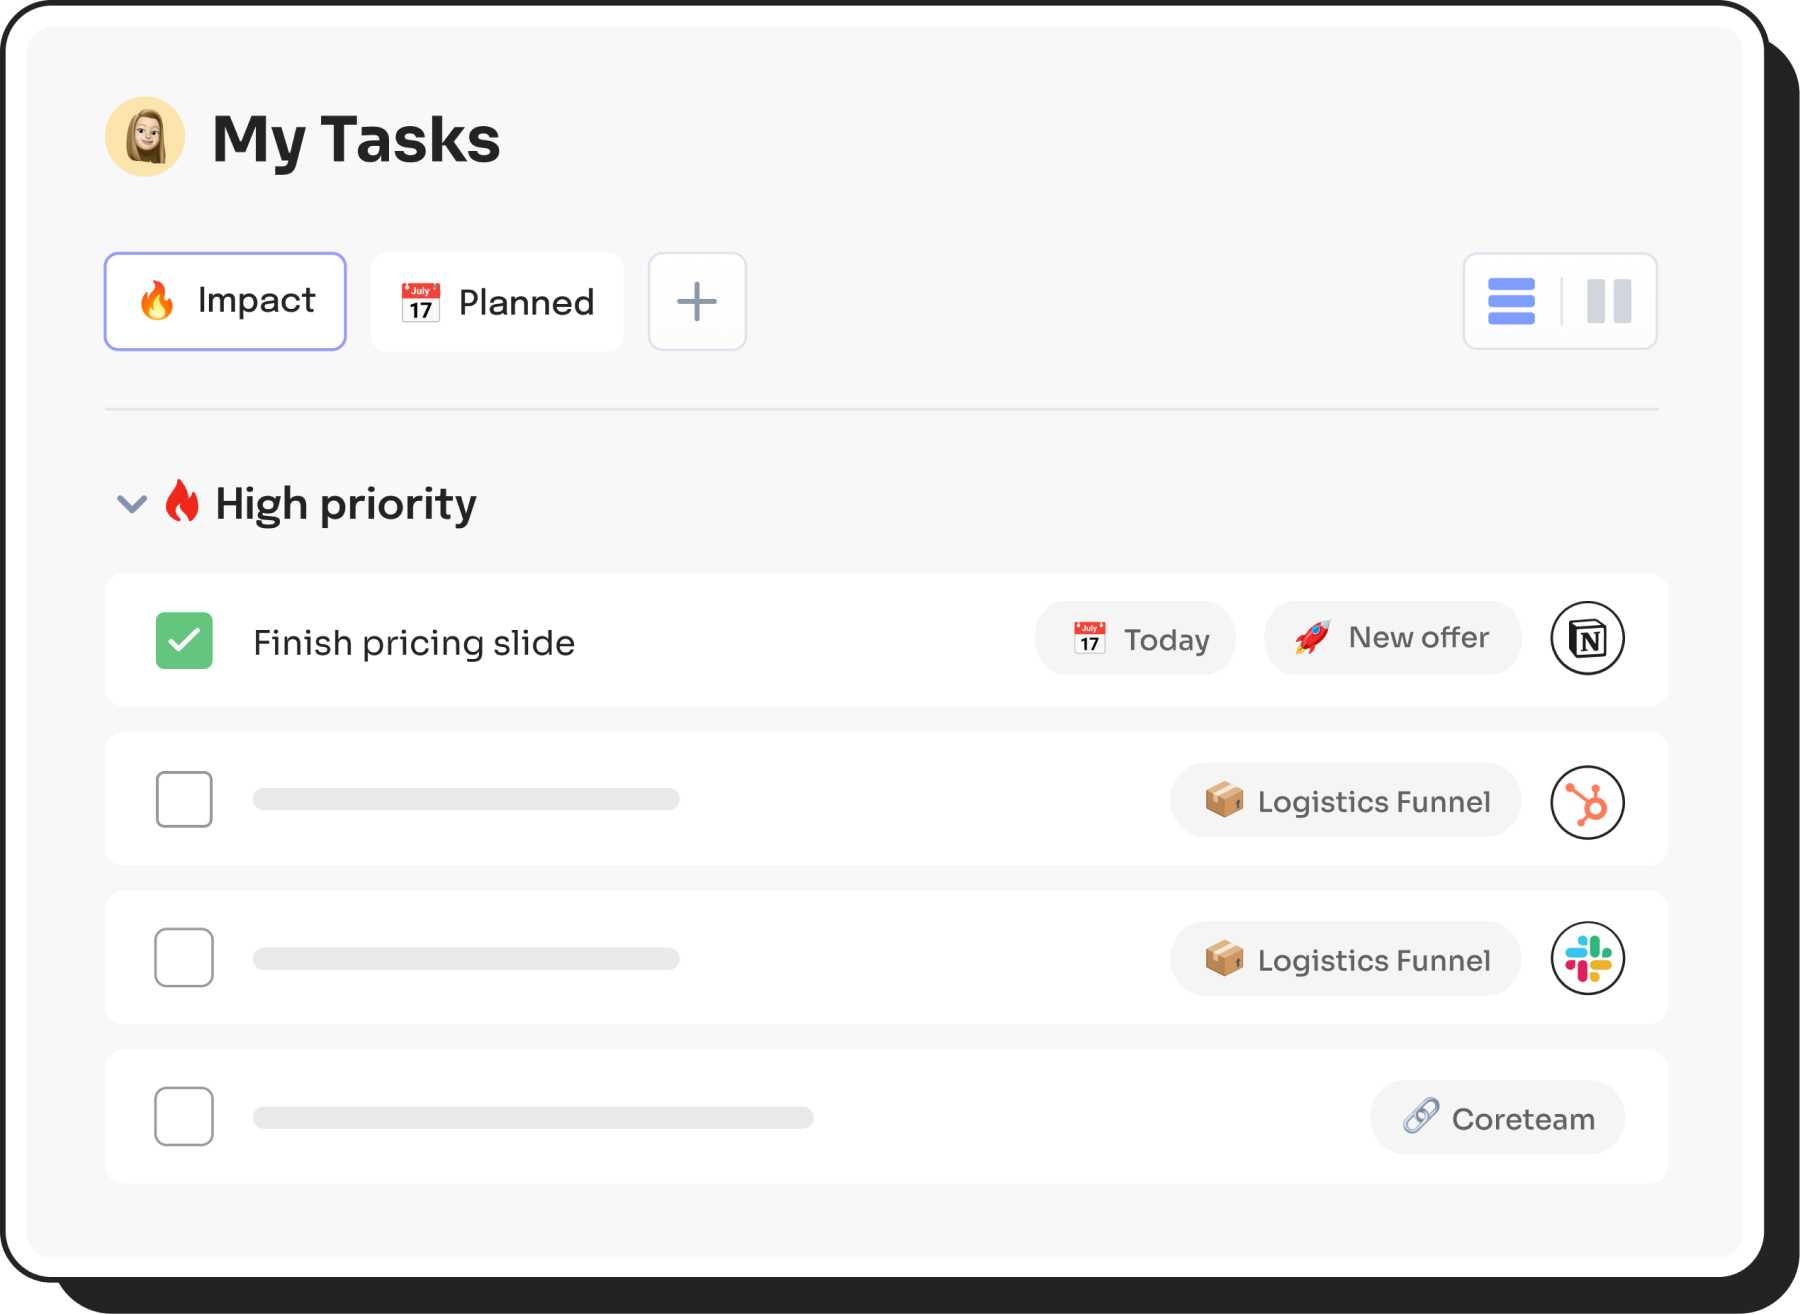 My Tasks
Impact
July
17
Planned
High priority
Finish pricing slide
July
17
Today
New offer
N
Logistics Funnel
Logistics Funnel
Coreteam